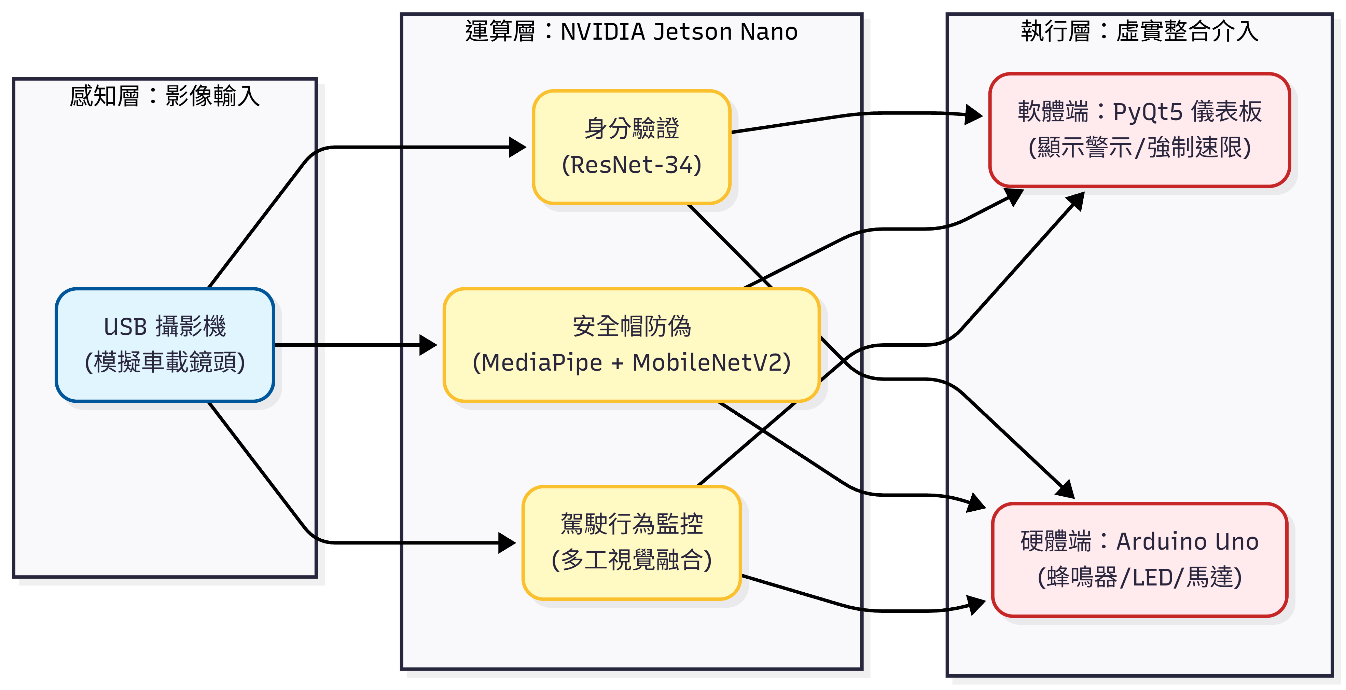 感知層：影像輸入
USB 攝影機
(模擬車載鏡頭)
運算層：NVIDIA Jetson Nano
身分驗證
(ResNet-34)
安全帽防偽
(MediaPipe + MobileNetV2)
駕駛行為監控
(多工視覺融合)
執行層：虛實整合介入
軟體端：PyQt5 儀表板
(顯示警示/強制速限)
硬體端：Arduino Uno
(蜂鳴器/LED/馬達)